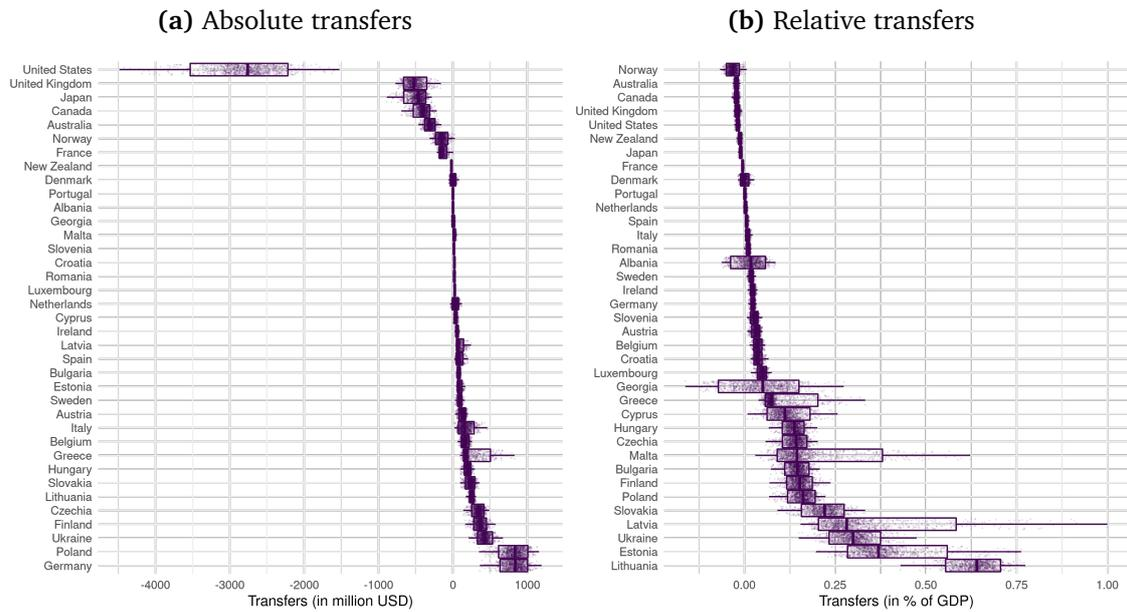 (a) Absolute transfers
United States
United Kingdom
Japan
Canada
Australia
Norway
France
New Zealand
Denmark
Portugal
Albania
Georgia
Malta
Slovenia
Croatia
Romania
Luxembourg
Netherlands
Cyprus
Ireland
Latvia
Spain
Bulgaria
Estonia
Sweden
Austria
Italy
Belgium
Greece
Hungary
Slovakia
Lithuania
Czechia
Finland
Ukraine
Poland
Germany
-4000 -3000 -2000 -1000 0 1000
Transfers (in million USD)
(b) Relative transfers
Norway
Australia
Canada
United Kingdom
United States
New Zealand
Japan
France
Denmark
Portugal
Netherlands
Spain
Italy
Romania
Albania
Sweden
Ireland
Germany
Slovenia
Austria
Belgium
Croatia
Luxembourg
Georgia
Greece
Cyprus
Hungary
Czechia
Malta
Bulgaria
Finland
Poland
Slovakia
Latvia
Ukraine
Estonia
Lithuania
0.00 0.25 0.50 0.75 1.00
Transfers (in % of GDP)